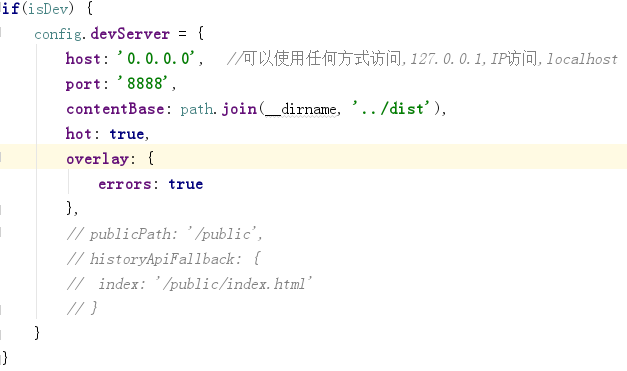 if(isDev) {
config.devServer = {
host: '0.0.0.0', //可以使用任何方式访问,127.0.0.1,IP访问,localhost
port: '8888',
contentBase: path.join(__dirname, '../dist'),
hot: true,
overlay: {
errors: true
},
// publicPath: '/public',
// historyApiFallback: {
// index: '/public/index.html'
// }
}
}